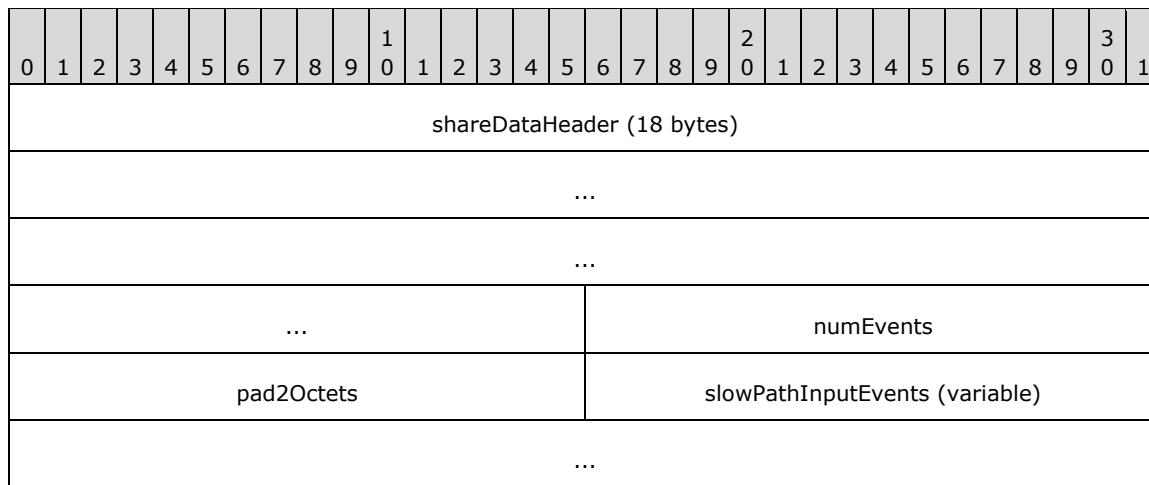 1 2 3
0 1 2 3 4 5 6 7 8 9 0 1 2 3 4 5 6 7 8 9 0 1 2 3 4 5 6 7 8 9 0 1
shareDataHeader (18 bytes)
...
...
... numEvents
pad2Octets slowPathInputEvents (variable)
...